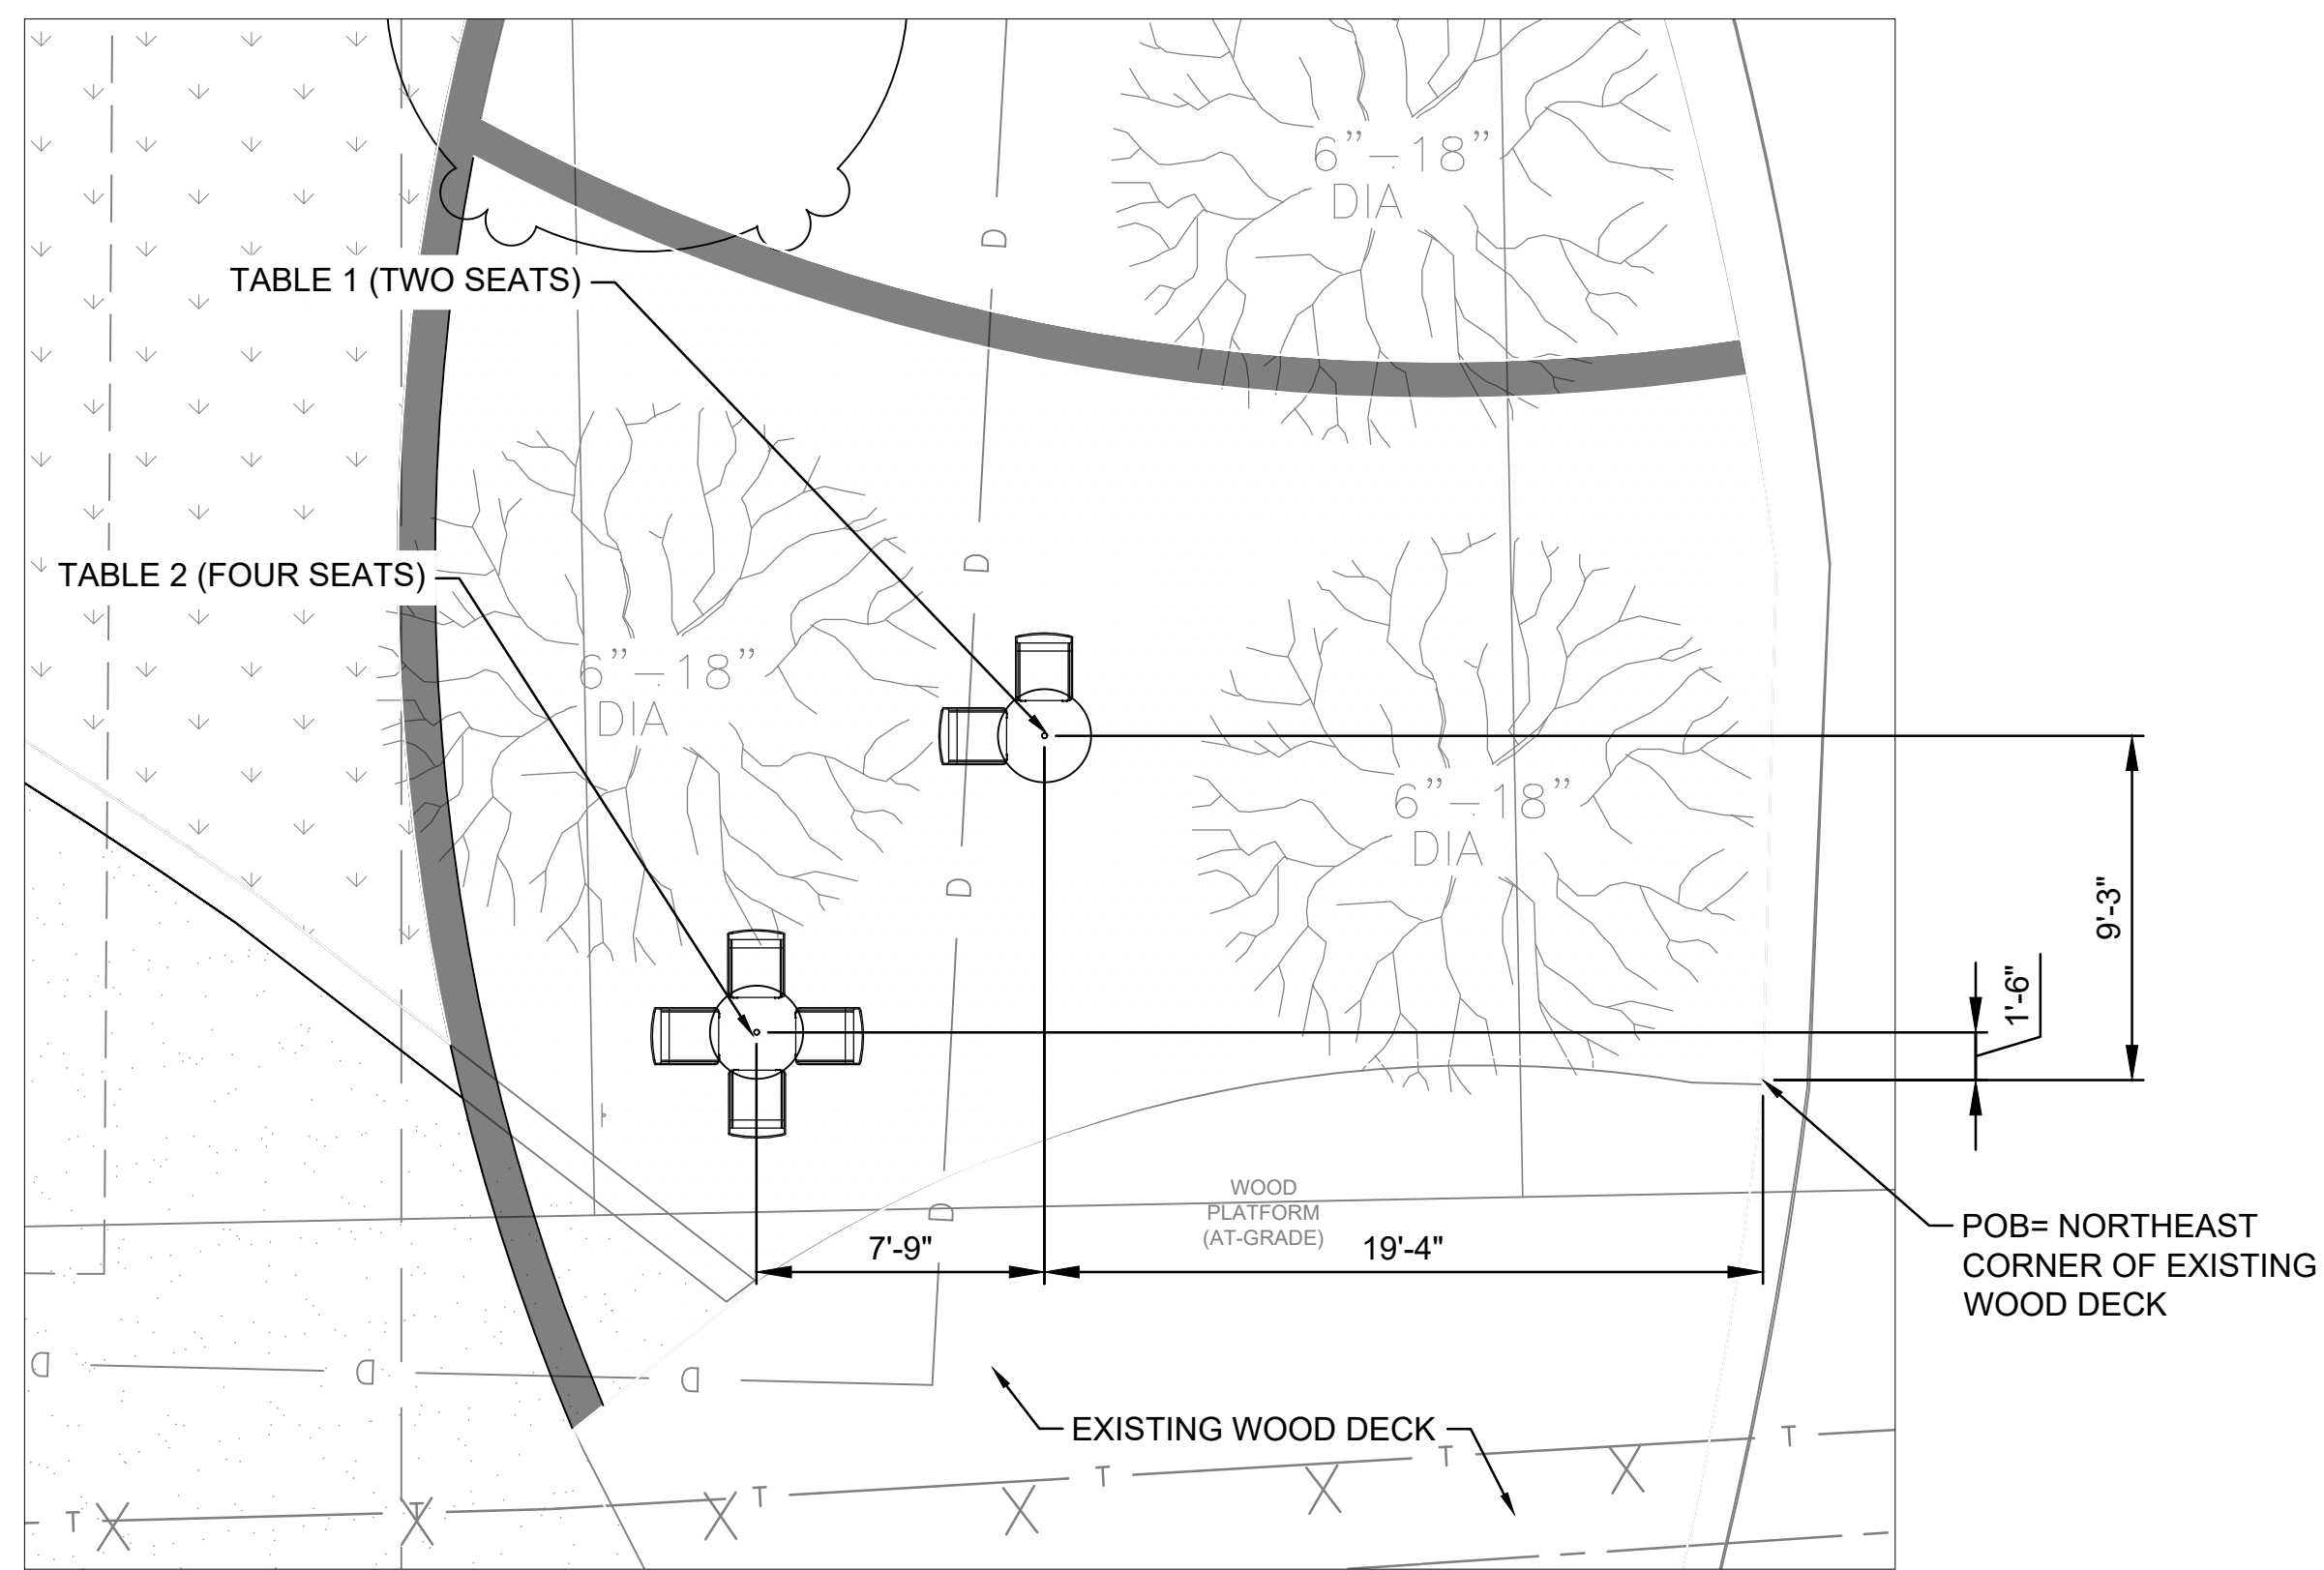 6”–18”
DIA
D
TABLE 1 (TWO SEATS)
D
TABLE 2 (FOUR SEATS)
6”–18”
DIA
6”–18”
DIA
D
9'-3"
1'-6"
WOOD
PLATFORM
(AT-GRADE)
D
7'-9"
19'-4"
POB= NORTHEAST
CORNER OF EXISTING
WOOD DECK
D D D
EXISTING WOOD DECK
T T T T T T
X X X X X X